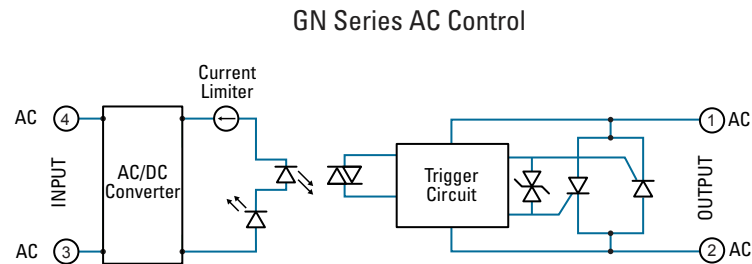 GN Series AC Control
Current
Limiter
AC 4
1 AC
INPUT
AC/DC
Converter
Trigger
Circuit
OUTPUT
AC 3
2 AC